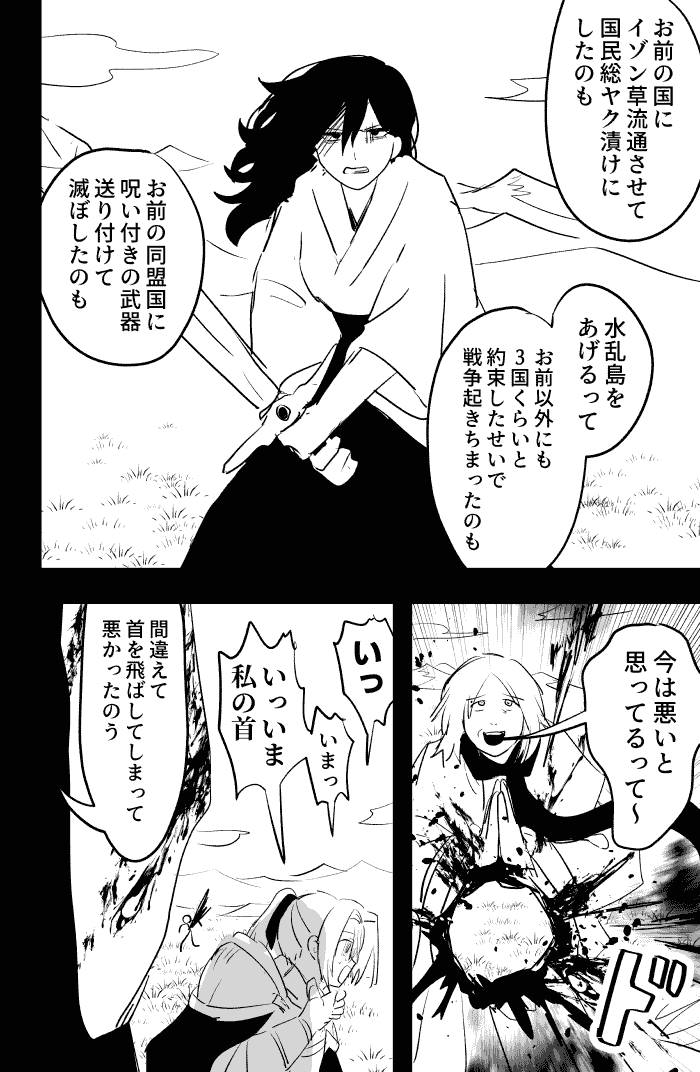 お前の国に
イゾン草流通させて
国民総ヤク漬けに
したのも
お前の同盟国に
呪い付きの武器
送り付けて
滅ぼしたのも
水乱島を
あげるって
お前以外にも
3国くらいと
約束したせいで
戦争起きちまったのも
今は悪いと
思ってるって〜
ド
いっ
いまっ
いっいま
私の首
間違えて
首を飛ばしてしまって
悪かったのう